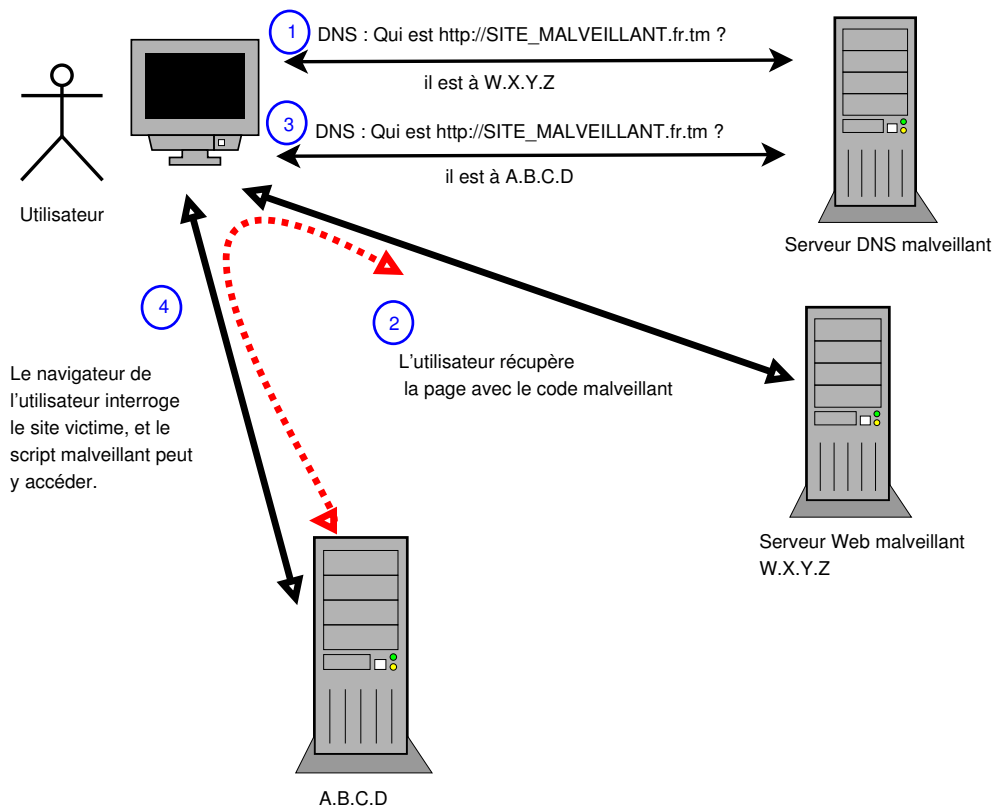 1 DNS : Qui est http://SITE_MALVEILLANT.fr.tm ?
il est à W.X.Y.Z
3 DNS : Qui est http://SITE_MALVEILLANT.fr.tm ?
il est à A.B.C.D
Utilisateur
Serveur DNS malveillant
4
2
L'utilisateur récupère
la page avec le code malveillant
Le navigateur de
l'utilisateur interroge
le site victime, et le
script malveillant peut
y accéder.
Serveur Web malveillant
W.X.Y.Z
A.B.C.D